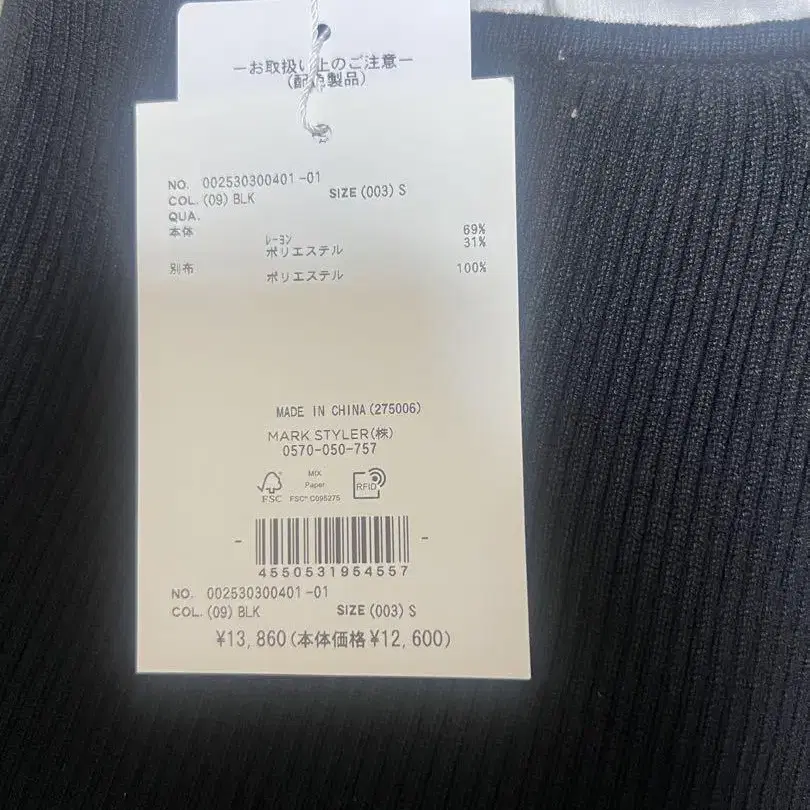 ーお取扱い上のご注意ー
(配色製品)
NO. 002530300401-01
COL. (09) BLK SIZE (003) S
QUA.
本体 レーヨン 69%
ポリエステル 31%
別布 ポリエステル 100%
MADE IN CHINA (275006)
MARK STYLER(株)
0570-050-757
FSC MIX Paper FSC® C095275 RFID
4550531954557
NO. 002530300401-01
COL. (09) BLK SIZE (003) S
¥13,860(本体価格¥12,600)